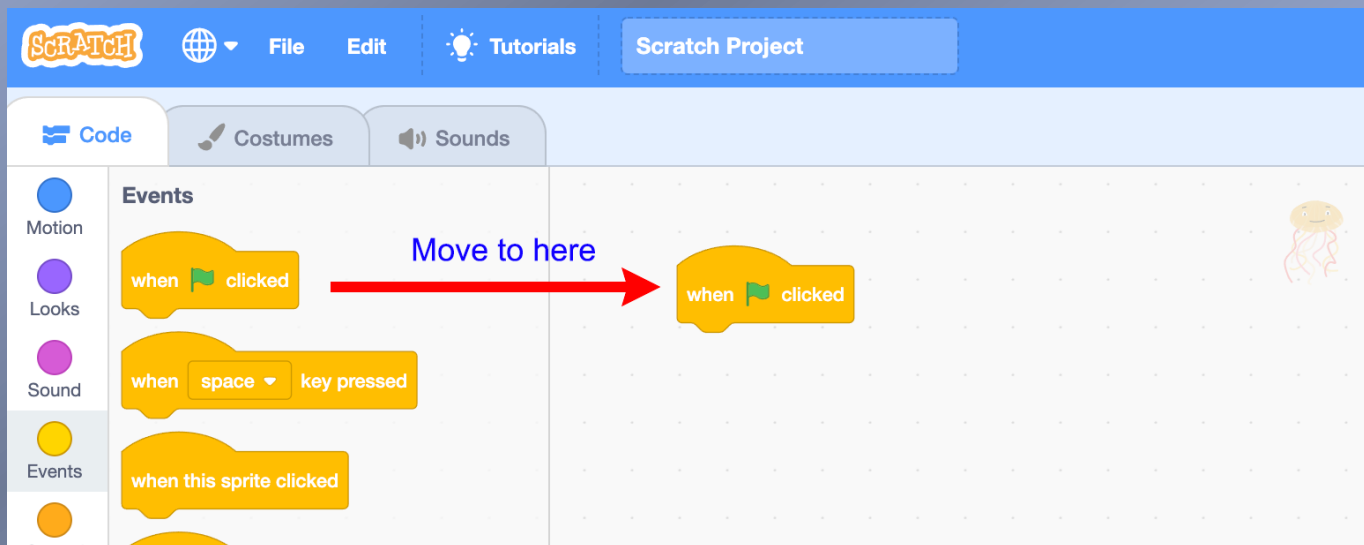 SCRATCH File Edit Tutorials Scratch Project
Code Costumes Sounds
Motion
Looks
Sound
Events
Events
when clicked
when space key pressed
when this sprite clicked
Move to here
when clicked